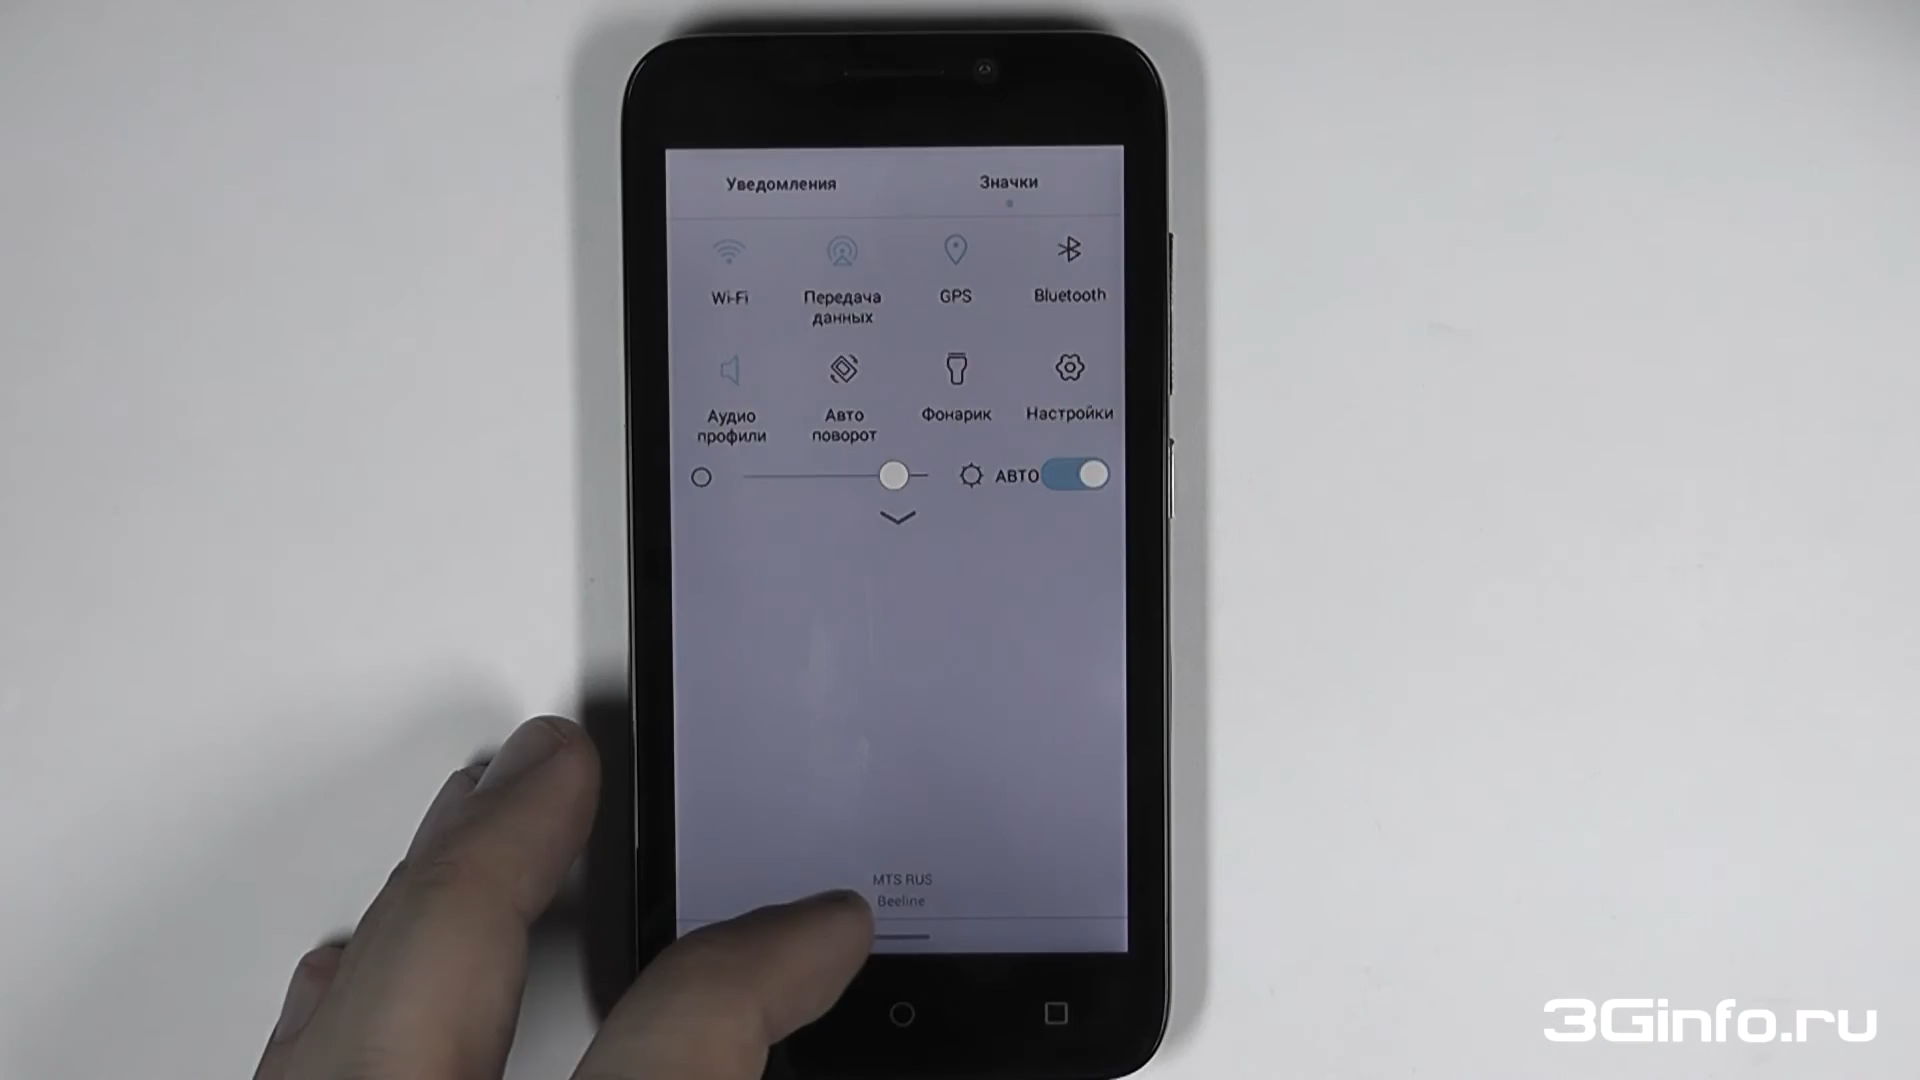 Уведомления
Значки
Wi-Fi
Передача
данных
GPS
Bluetooth
Аудио
профили
Авто
поворот
Фонарик
Настройки
АВТО
MTS RUS
Beeline
3Ginfo.ru